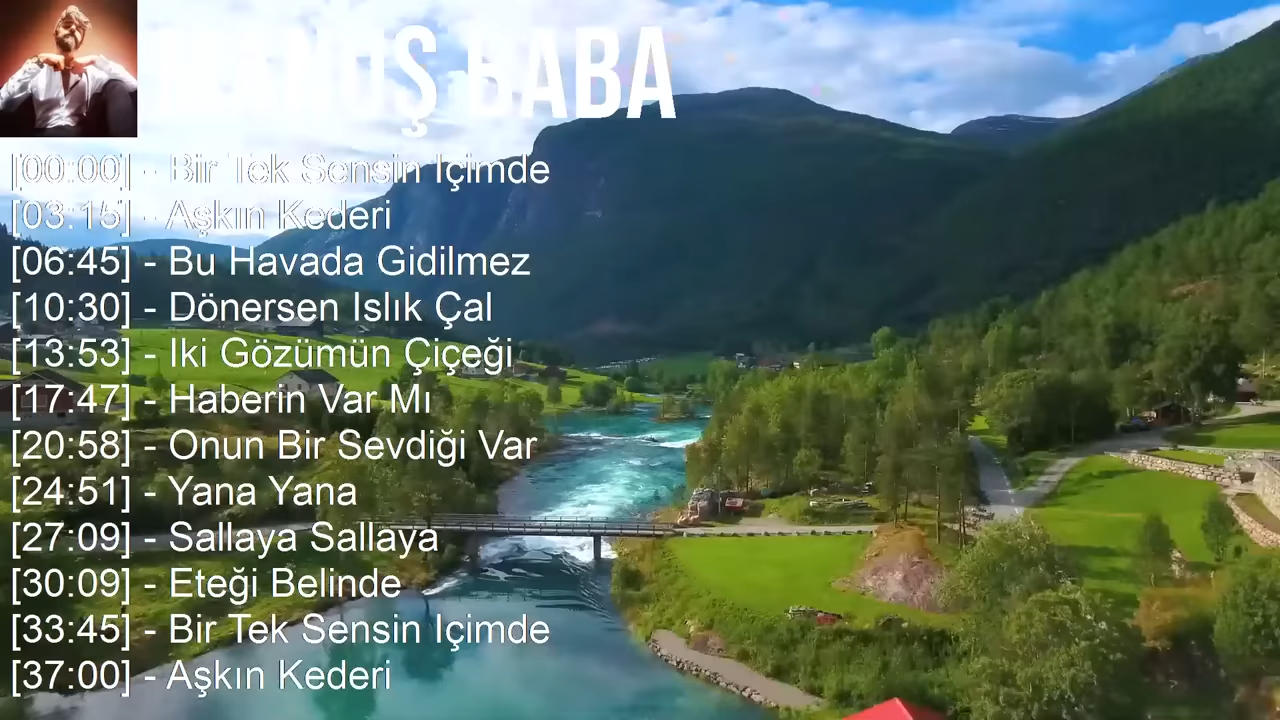 BABA
[00:00] - Bir Tek Sensin Içimde
[03:15] - Aşkın Kederi
[06:45] - Bu Havada Gidilmez
[10:30] - Dönersen Islık Çal
[13:53] - Iki Gözümün Çiçeği
[17:47] - Haberin Var Mı
[20:58] - Onun Bir Sevdiği Var
[24:51] - Yana Yana
[27:09] - Sallaya Sallaya
[30:09] - Eteği Belinde
[33:45] - Bir Tek Sensin Içimde
[37:00] - Aşkın Kederi